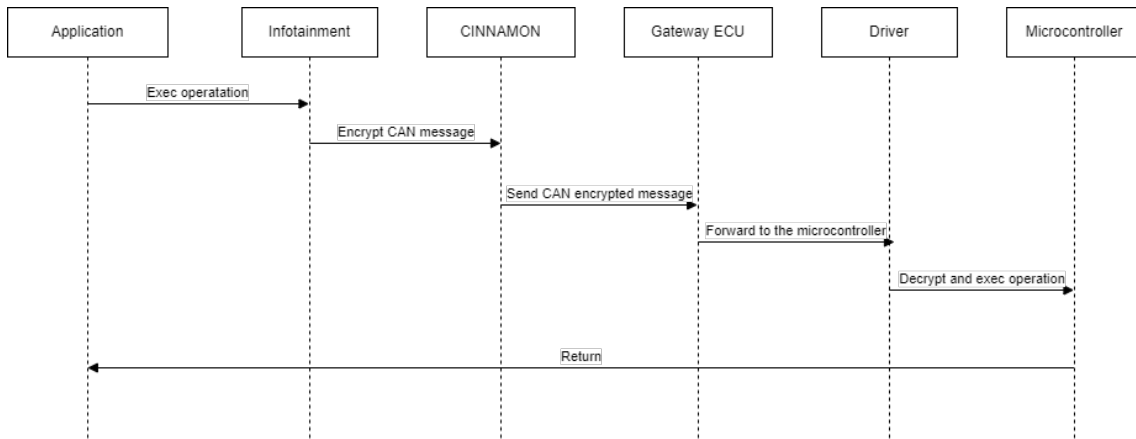 Application
Infotainment
CINNAMON
Gateway ECU
Driver
Microcontroller
Exec operatation
Encrypt CAN message
Send CAN encrypted message
Forward to the microcontroller
Decrypt and exec operation
Return